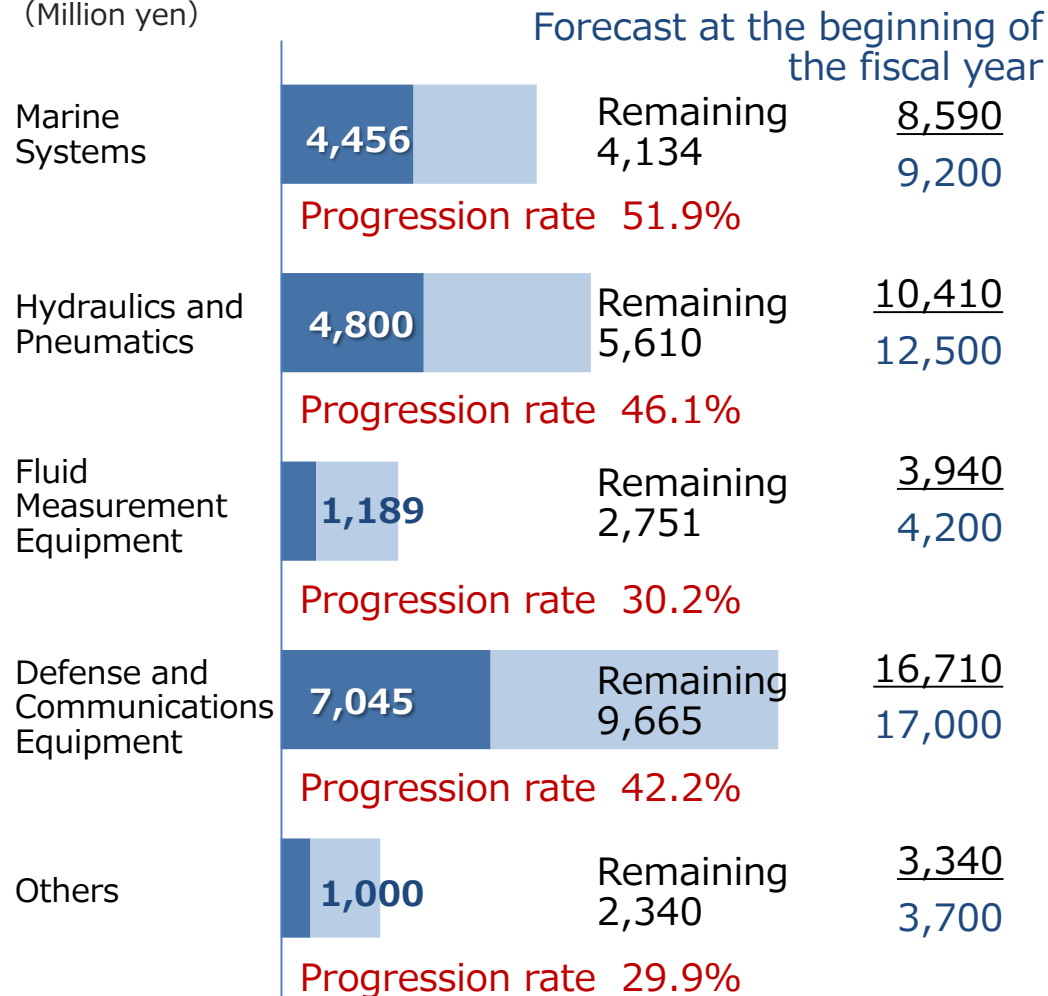 （Million yen）
Forecast at the beginning of
the fiscal year
Marine
Systems
4,456
Remaining
4,134
8,590
9,200
Progression rate 51.9%
Hydraulics and
Pneumatics
4,800
Remaining
5,610
10,410
12,500
Progression rate 46.1%
Fluid
Measurement
Equipment
1,189
Remaining
2,751
3,940
4,200
Progression rate 30.2%
Defense and
Communications
Equipment
7,045
Remaining
9,665
16,710
17,000
Progression rate 42.2%
Others
1,000
Remaining
2,340
3,340
3,700
Progression rate 29.9%